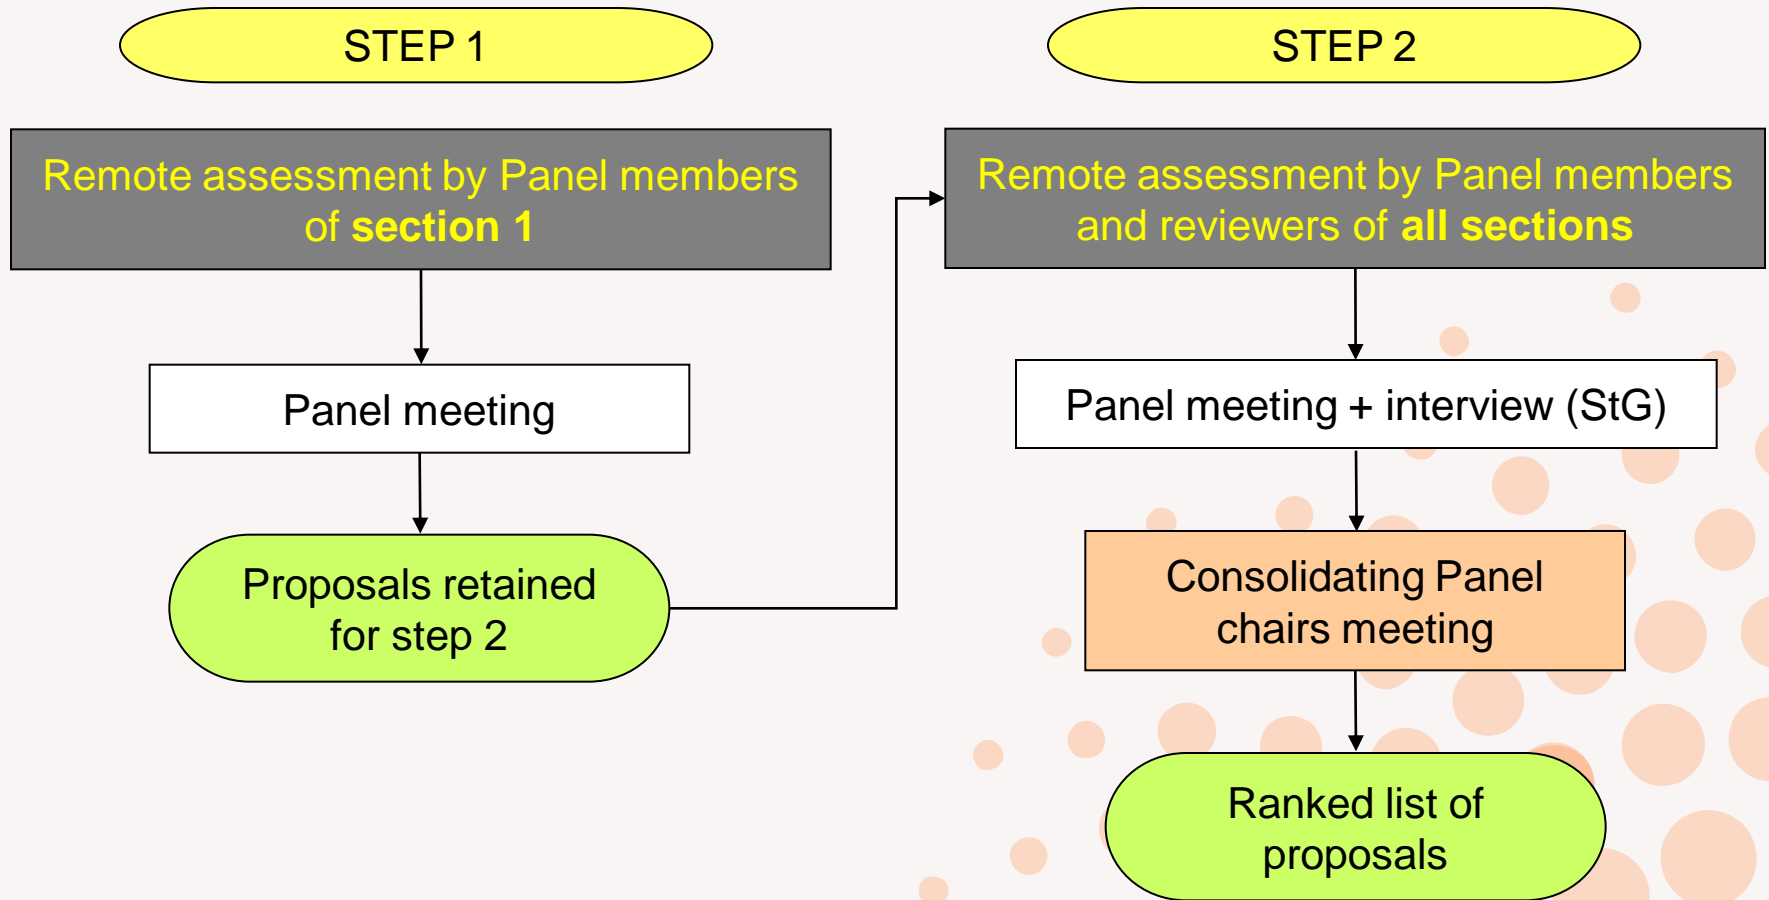 STEP 1
Remote assessment by Panel members
of section 1
Panel meeting
Proposals retained
for step 2
STEP 2
Remote assessment by Panel members
and reviewers of all sections
Panel meeting + interview (StG)
Consolidating Panel
chairs meeting
Ranked list of
proposals